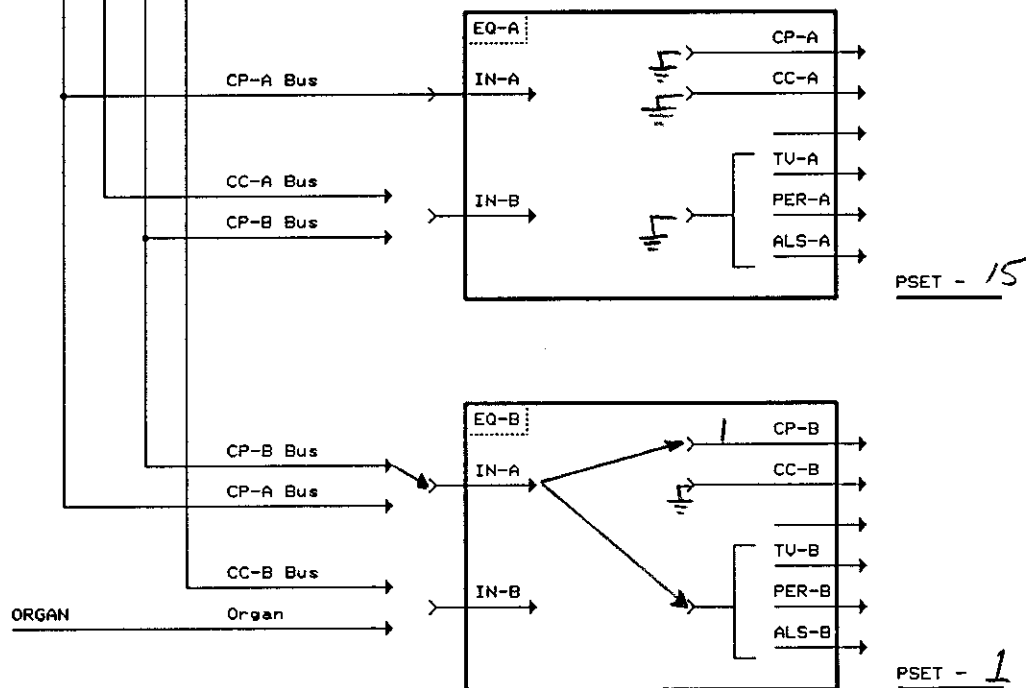 EQ-A
CP-A
CP-A Bus
IN-A
CC-A
TV-A
CC-A Bus
IN-B
PER-A
CP-B Bus
ALS-A
PSET - 15
EQ-B
CP-B
1
CP-B Bus
IN-A
CC-B
CP-A Bus
TV-B
CC-B Bus
IN-B
PER-B
ORGAN
Organ
ALS-B
PSET - 1